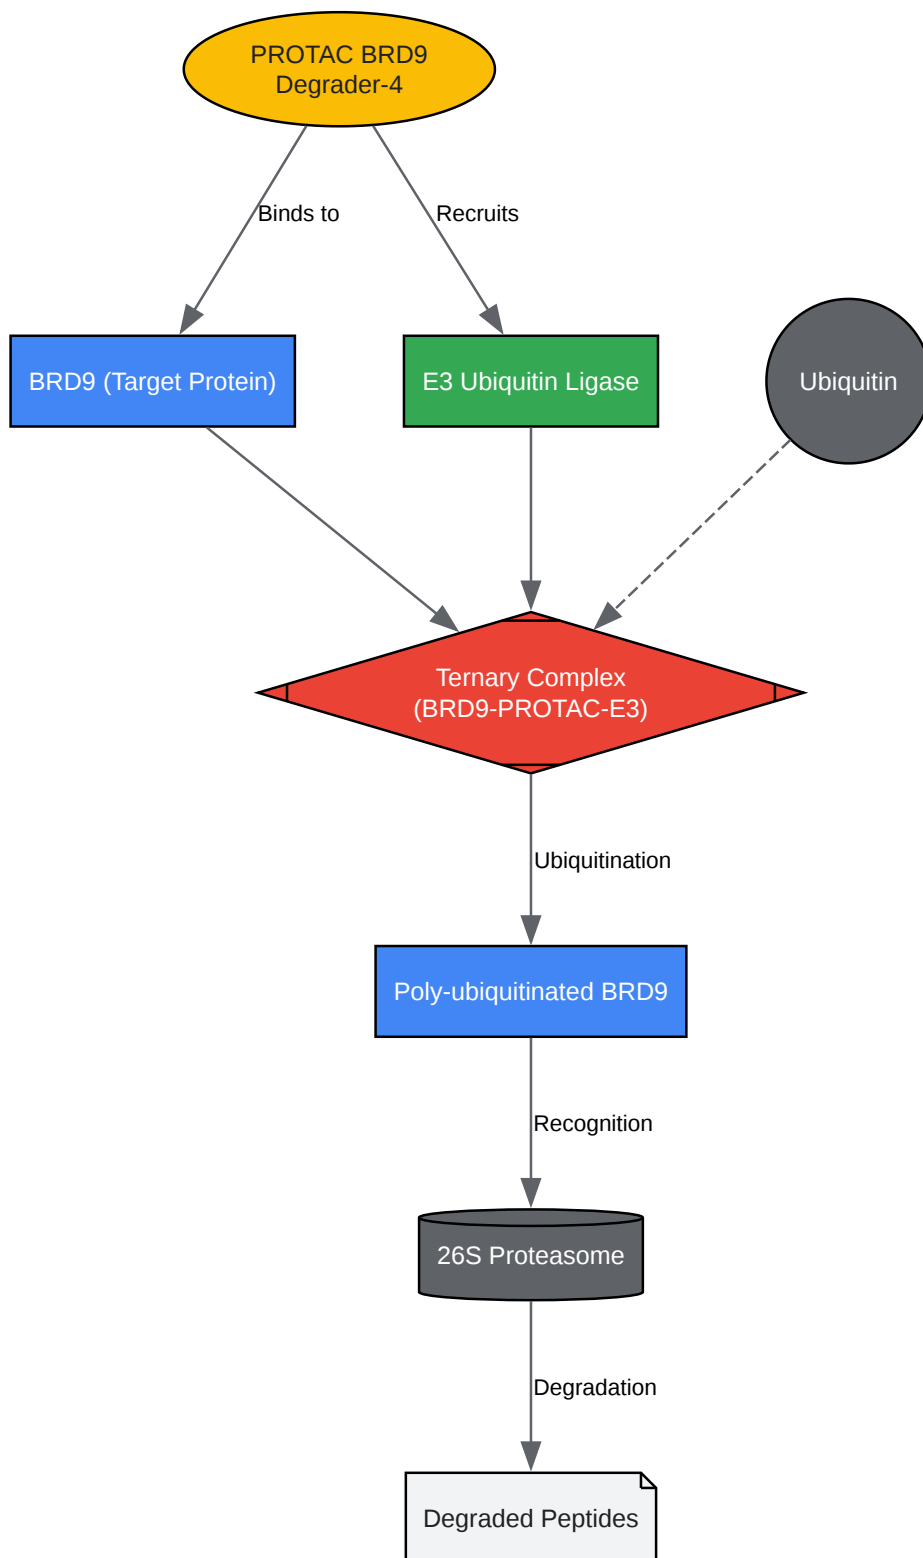 PROTAC BRD9
Degrader-4
Binds to
Recruits
BRD9 (Target Protein)
E3 Ubiquitin Ligase
Ubiquitin
Ternary Complex
(BRD9-PROTAC-E3)
Ubiquitination
Poly-ubiquitinated BRD9
Recognition
26S Proteasome
Degradation
Degraded Peptides